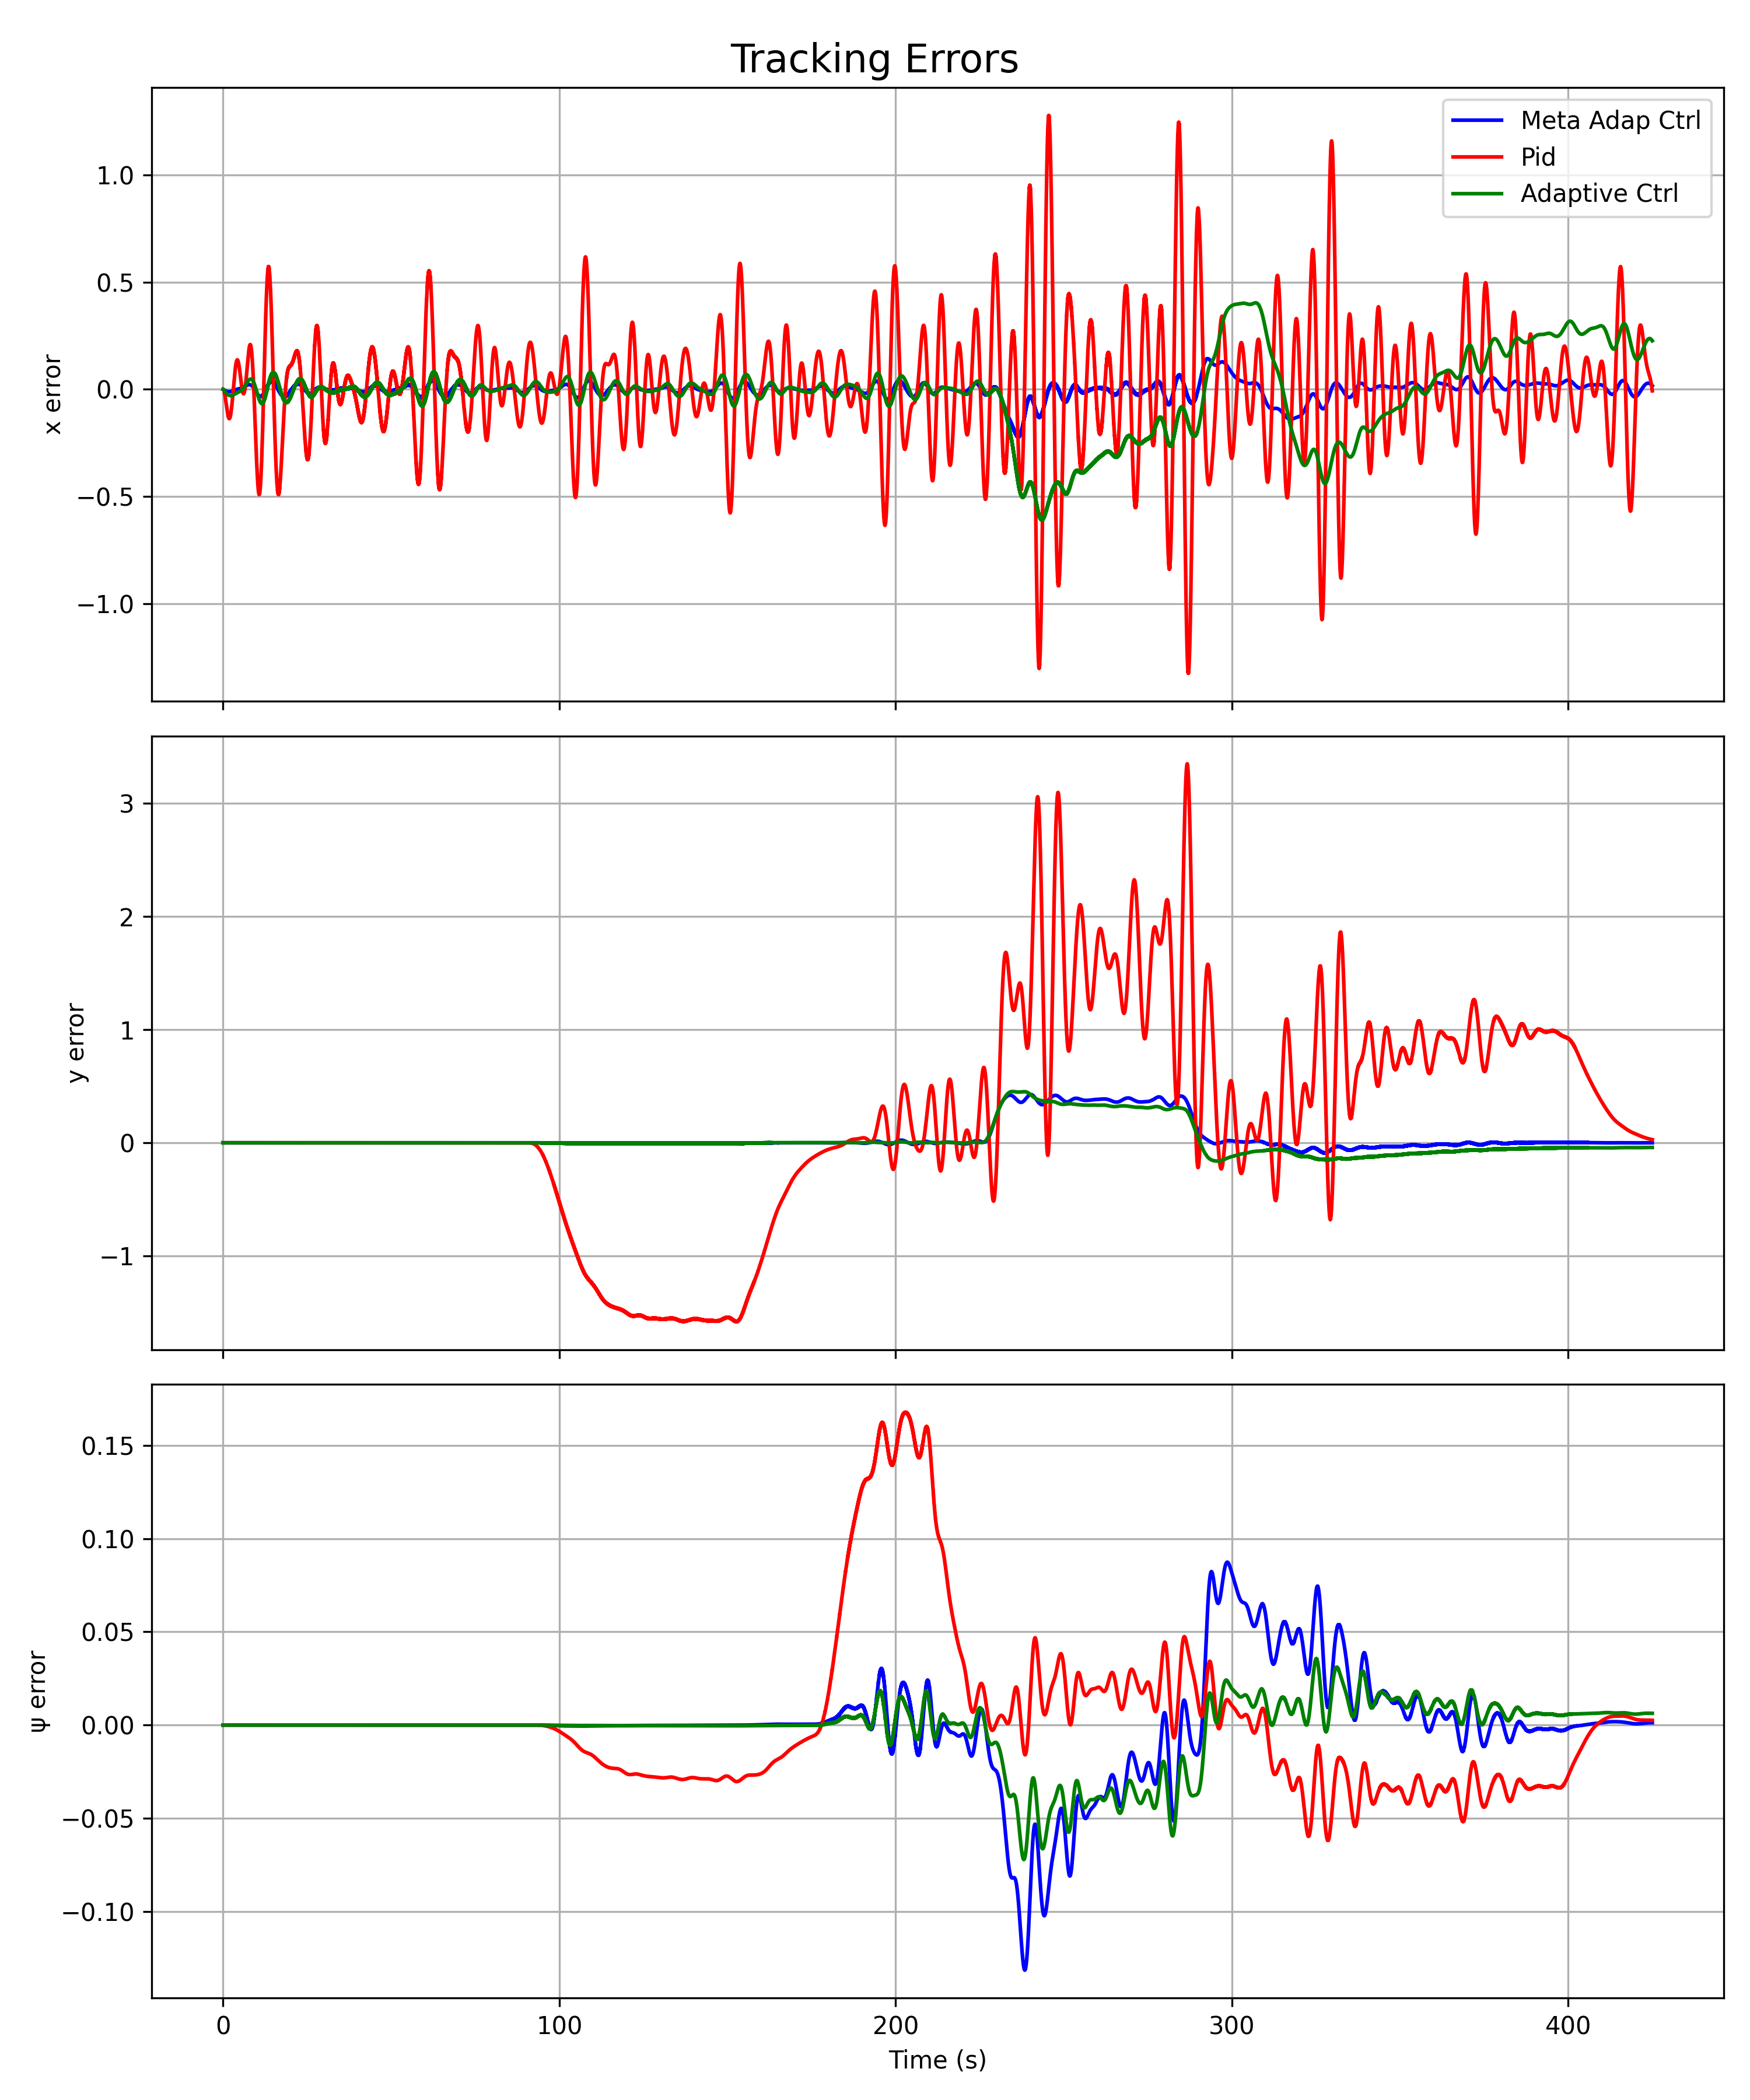 Tracking Errors
Meta Adap Ctrl
Pid
Adaptive Ctrl
1.0
0.5
0.0
−0.5
−1.0
x error
3
2
1
0
−1
y error
0.15
0.10
0.05
0.00
−0.05
−0.10
ψ error
0 100 200 300 400
Time (s)